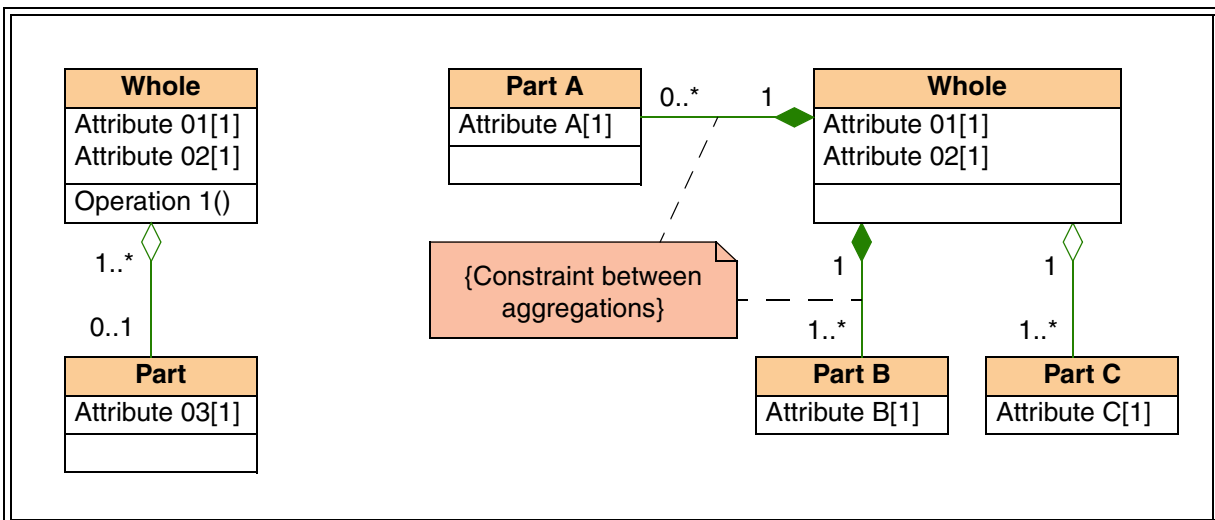 Whole
Attribute 01[1]
Attribute 02[1]
Operation 1()
1..*
0..1
Part
Attribute 03[1]
Part A
Attribute A[1]
0..*
1
Whole
Attribute 01[1]
Attribute 02[1]
{Constraint between
aggregations}
1
1..*
1
1..*
Part B
Attribute B[1]
Part C
Attribute C[1]